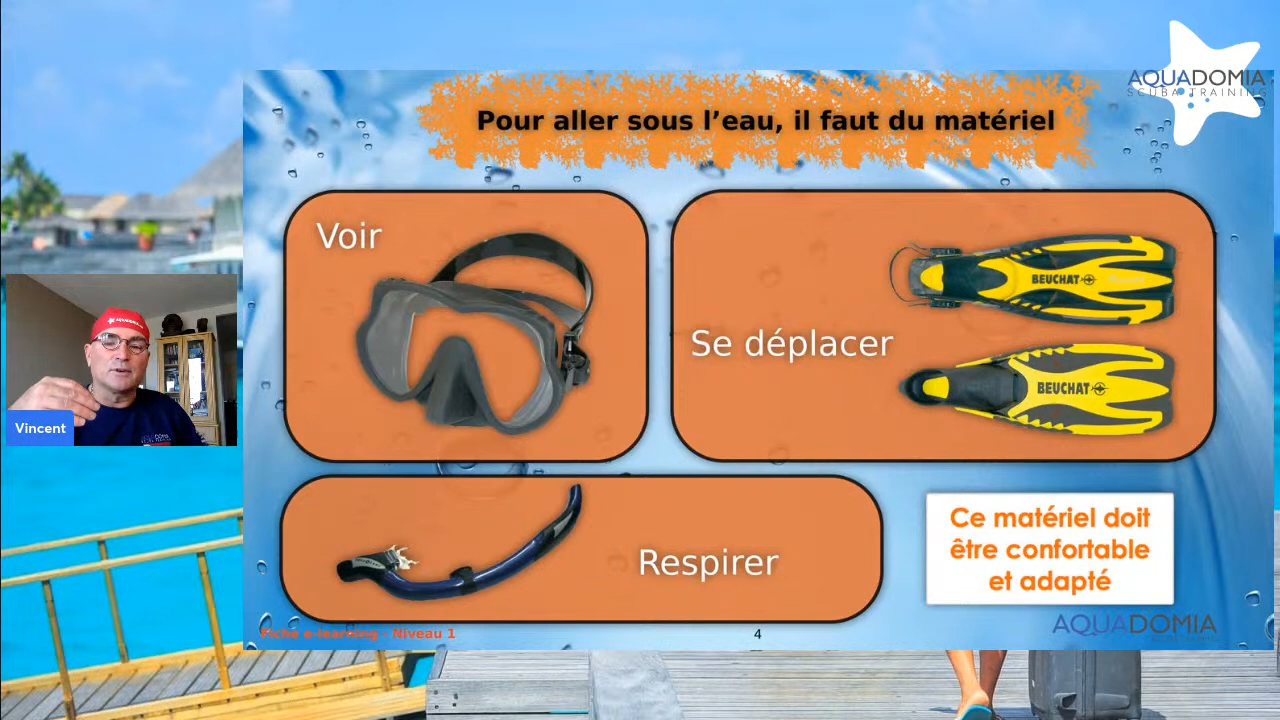 AQUADOMIA
SCUBA TRAINING
Pour aller sous l’eau, il faut du matériel
Voir
Se déplacer
BEUCHAT
BEUCHAT
Vincent
Respirer
Ce matériel doit
être confortable
et adapté
Fiche e-learning - Niveau 1
4
AQUADOMIA